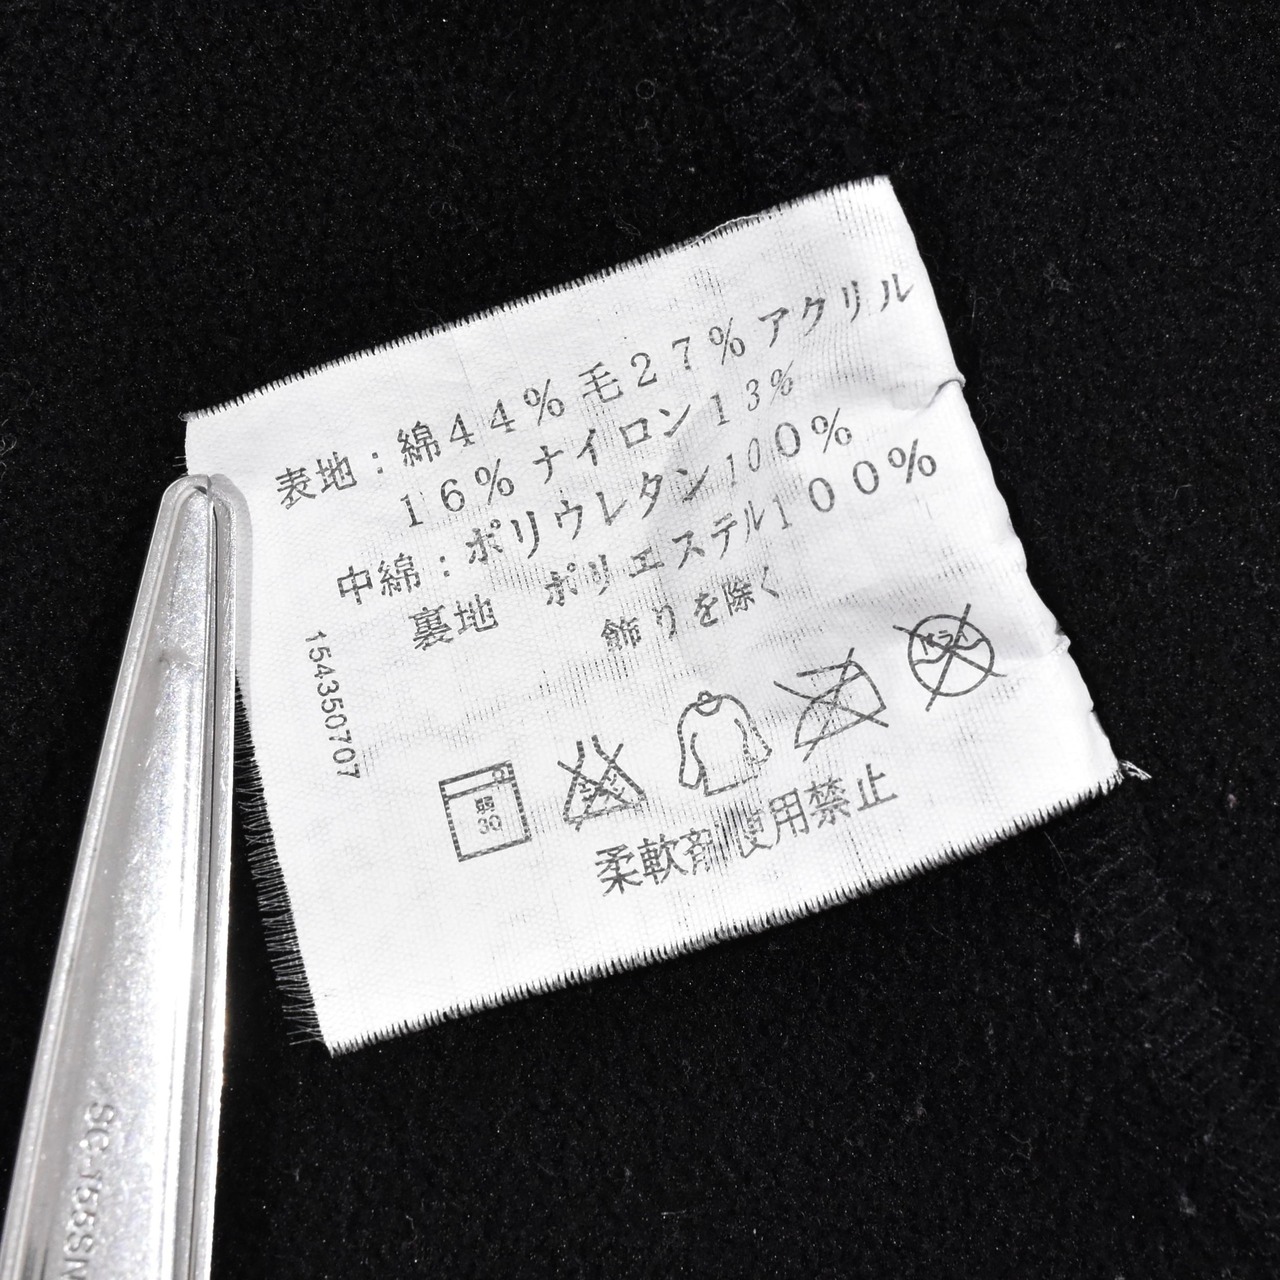 表地：綿44%毛27%アクリル
16%ナイロン13%
中綿：ポリウレタン100%
裏地 ポリエステル100%
飾りを除く
154350707
弱
30
柔軟剤使用禁止